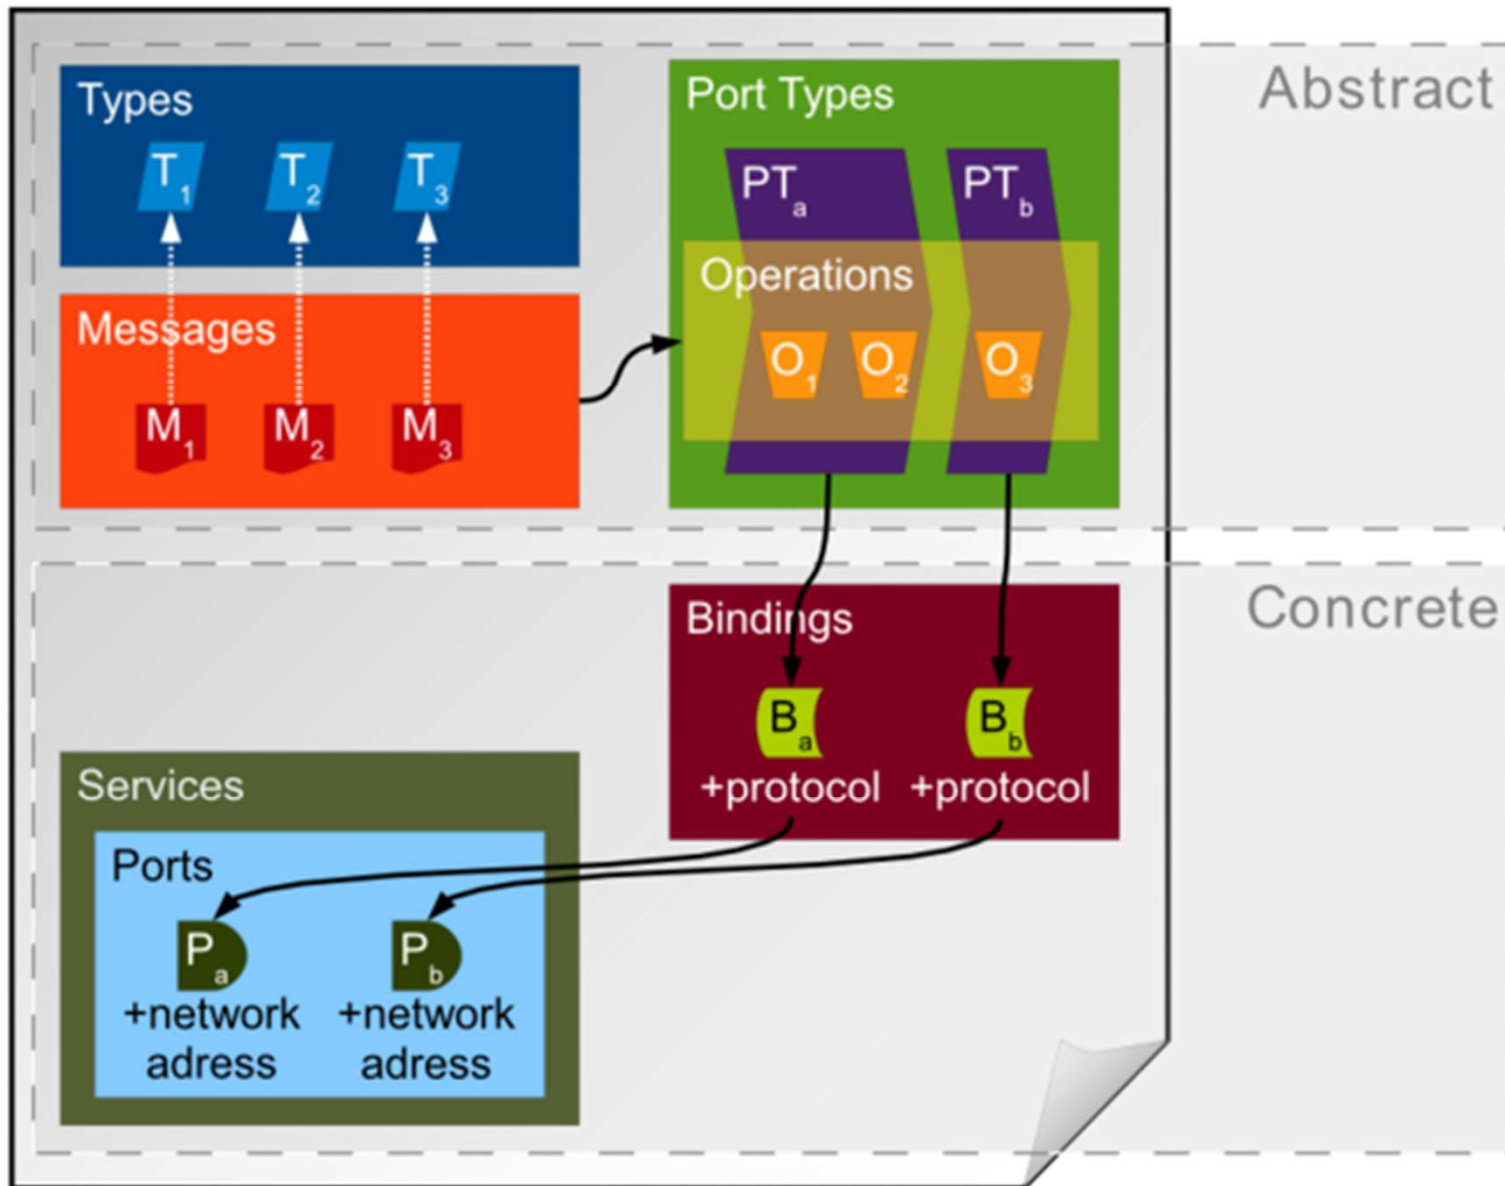 Abstract
Types
T1 T2 T3
Messages
M1 M2 M3
Port Types
PTa PTb
Operations
O1 O2 O3
Concrete
Bindings
Ba Bb
+protocol +protocol
Services
Ports
Pa Pb
+network +network
adress adress